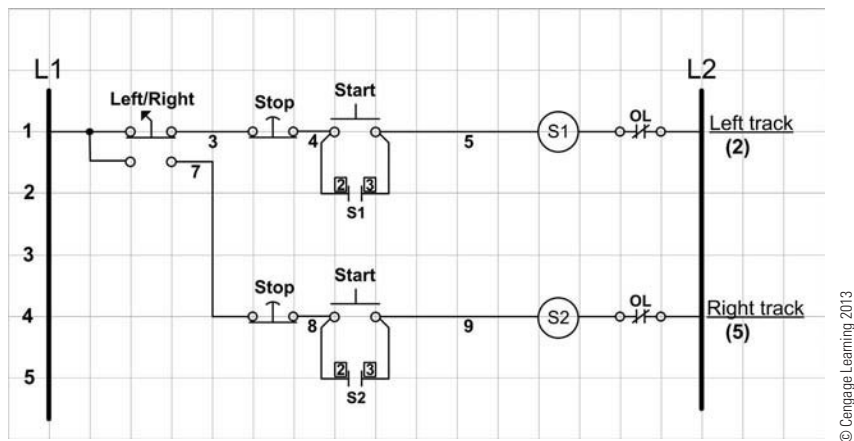 L1
L2
Left/Right
Stop
Start
OL
1
3
4
5
S1
Left track
(2)
7
2
2
3
S1
3
Stop
Start
OL
4
8
9
S2
Right track
(5)
5
2
3
S2
© Cengage Learning 2013